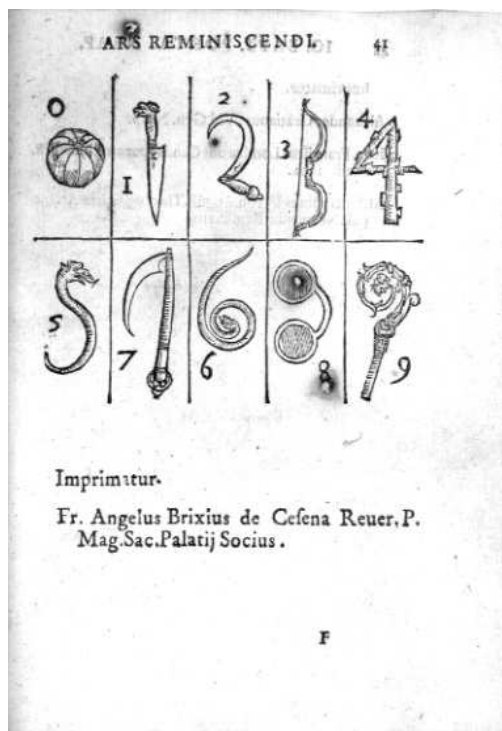 ARS REMINISCENDI. 41
0 1 2 3 4
5 7 6 8 9
Imprimatur.
Fr. Angelus Brixius de Cesena Reuer. P.
Mag. Sac. Palatij Socius.
F